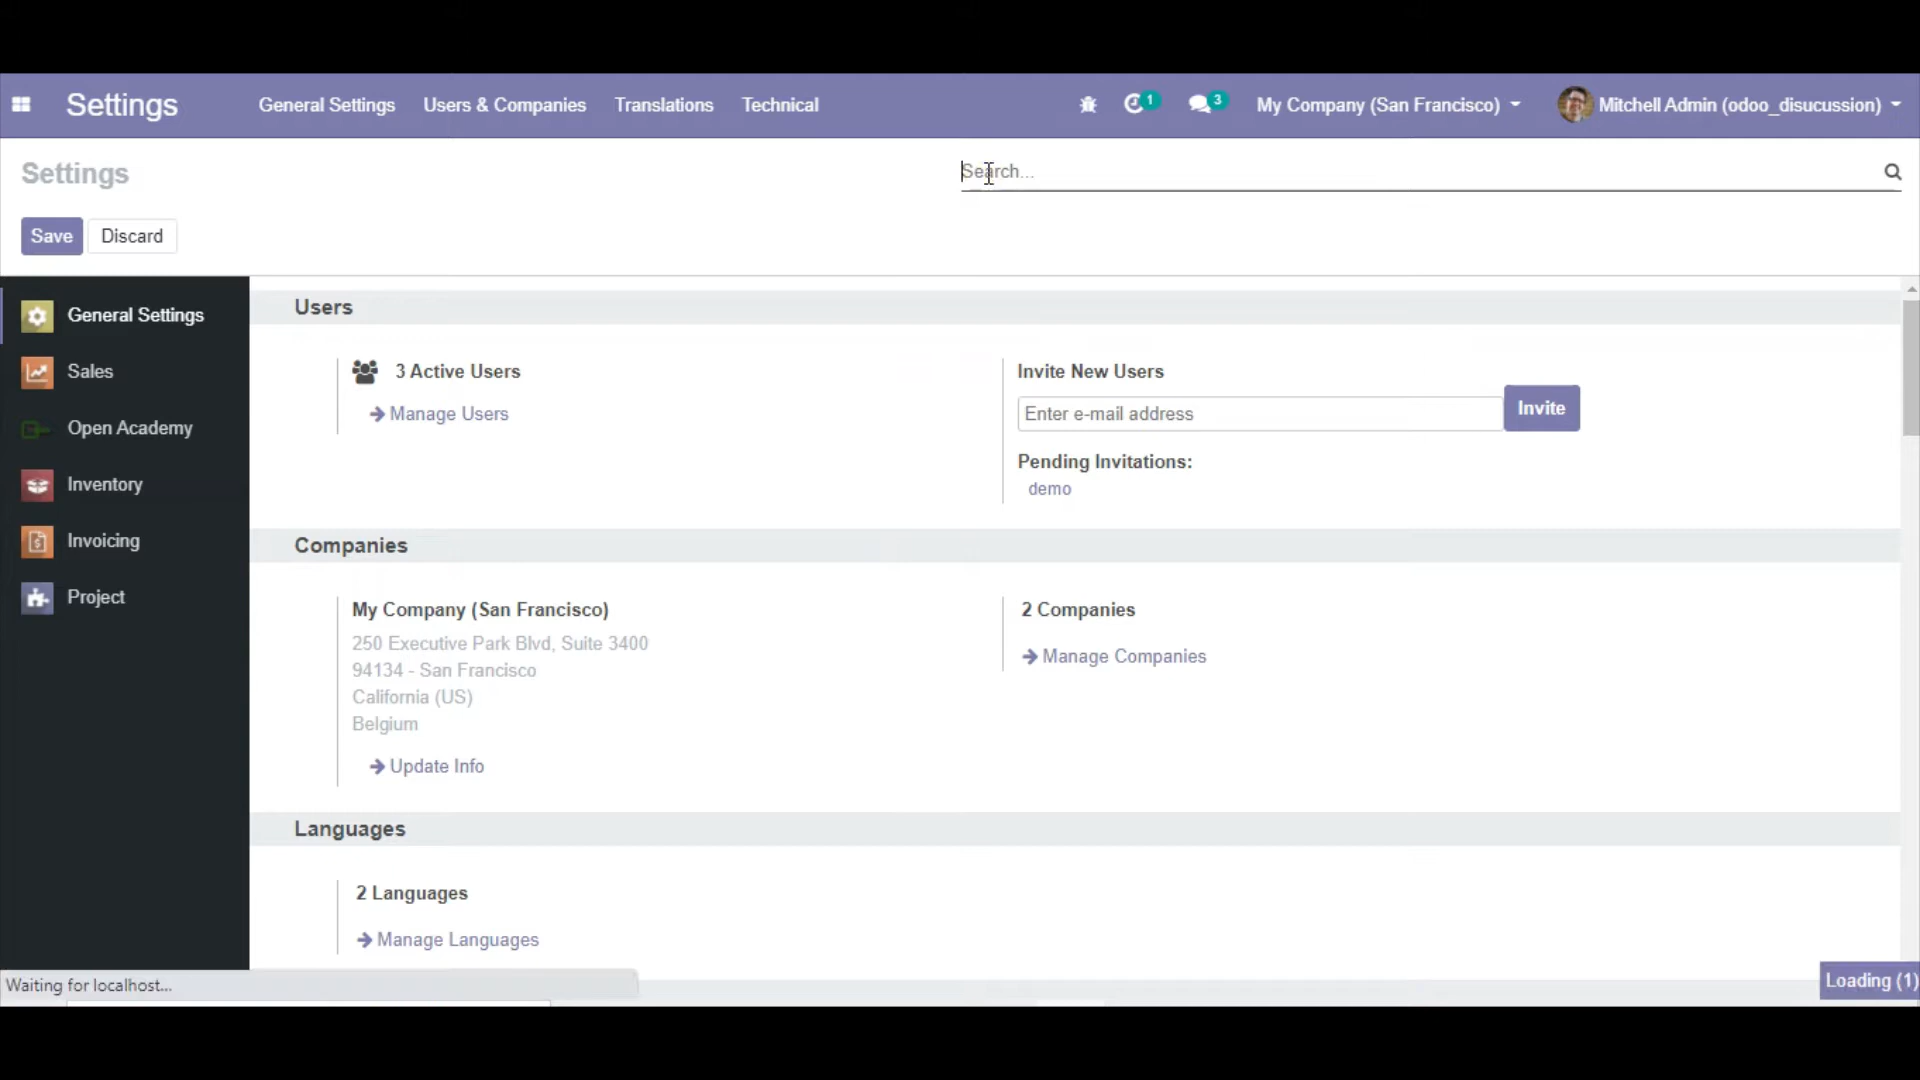 Settings
General Settings
Users & Companies
Translations
Technical
1
3
My Company (San Francisco)
Mitchell Admin (odoo_disucussion)
Settings
Search...
Save
Discard
General Settings
Sales
Open Academy
Inventory
Invoicing
Project
Users
3 Active Users
Manage Users
Invite New Users
Enter e-mail address
Invite
Pending Invitations:
demo
Companies
My Company (San Francisco)
250 Executive Park Blvd, Suite 3400
94134 - San Francisco
California (US)
Belgium
Update Info
2 Companies
Manage Companies
Languages
2 Languages
Manage Languages
Waiting for localhost...
Loading (1)